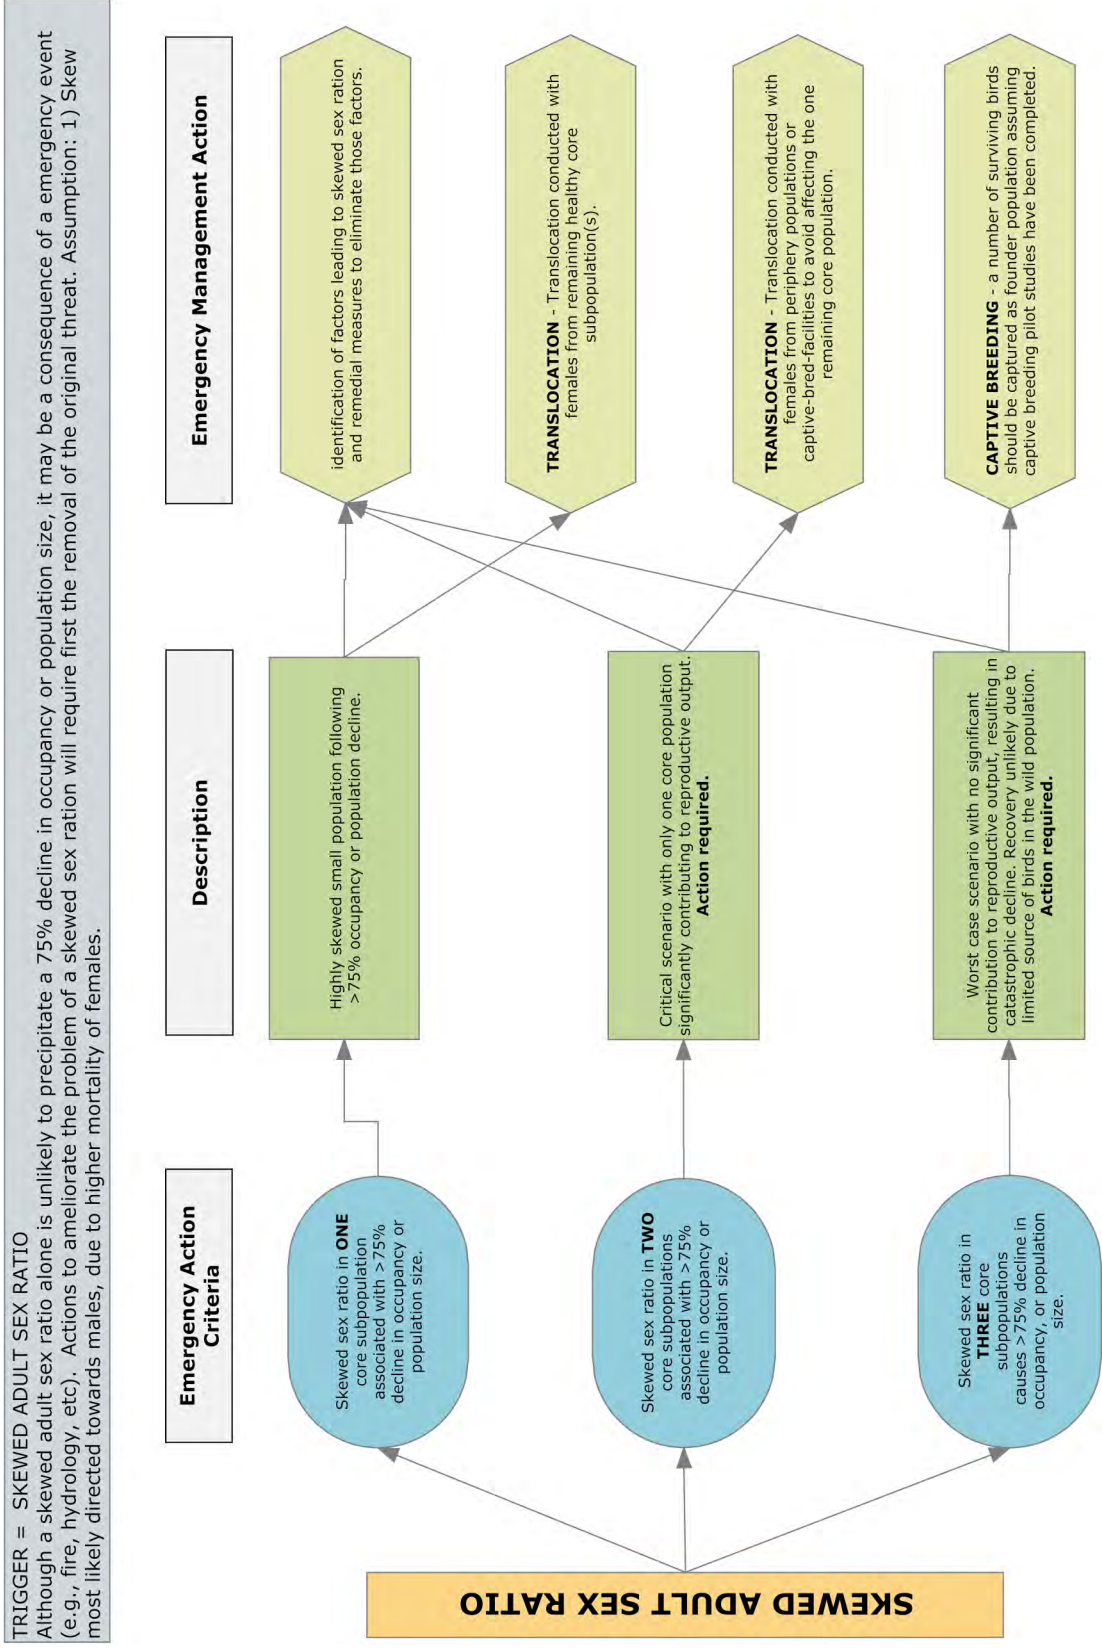 TRIGGER = SKEWED ADULT SEX RATIO
Although a skewed adult sex ratio alone is unlikely to precipitate a 75% decline in occupancy or population size, it may be a consequence of a emergency event
(e.g., fire, hydrology, etc). Actions to ameliorate the problem of a skewed sex ration will require first the removal of the original threat. Assumption: 1) Skew
most likely directed towards males, due to higher mortality of females.
Emergency Action
Criteria
Description
Emergency Management Action
SKEWED ADULT SEX RATIO
Skewed sex ratio in ONE
core subpopulation
associated with >75%
decline in occupancy or
population size.
Highly skewed small population following
>75% occupancy or population decline.
identification of factors leading to skewed sex ration
and remedial measures to eliminate those factors.
TRANSLOCATION - Translocation conducted with
females from remaining healthy core
subpopulation(s).
Skewed sex ratio in TWO
core subpopulations
associated with >75%
decline in occupancy or
population size.
Critical scenario with only one core population
significantly contributing to reproductive output.
Action required.
TRANSLOCATION - Translocation conducted with
females from periphery populations or
captive-bred-facilities to avoid affecting the one
remaining core population.
Skewed sex ratio in
THREE core
subpopulations
causes >75% decline in
occupancy, or population
size.
Worst case scenario with no significant
contribution to reproductive output, resulting in
catastrophic decline. Recovery unlikely due to
limited source of birds in the wild population.
Action required.
CAPTIVE BREEDING - a number of surviving birds
should be captured as founder population assuming
captive breeding pilot studies have been completed.